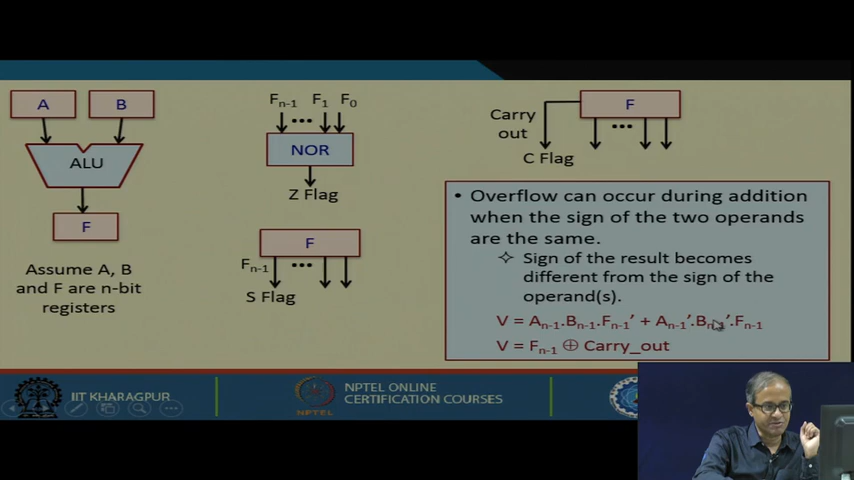 A
B
ALU
F
Assume A, B
and F are n-bit
registers
Fn-1 F1 F0
•••
NOR
Z Flag
F
Fn-1 •••
S Flag
F
Carry
out
•••
C Flag
• Overflow can occur during addition
when the sign of the two operands
are the same.
✧ Sign of the result becomes
different from the sign of the
operand(s).
V = An-1.Bn-1.Fn-1′ + An-1′.Bn-1′.Fn-1
V = Fn-1 ⊕ Carry_out
IIT KHARAGPUR
NPTEL
NPTEL ONLINE
CERTIFICATION COURSES